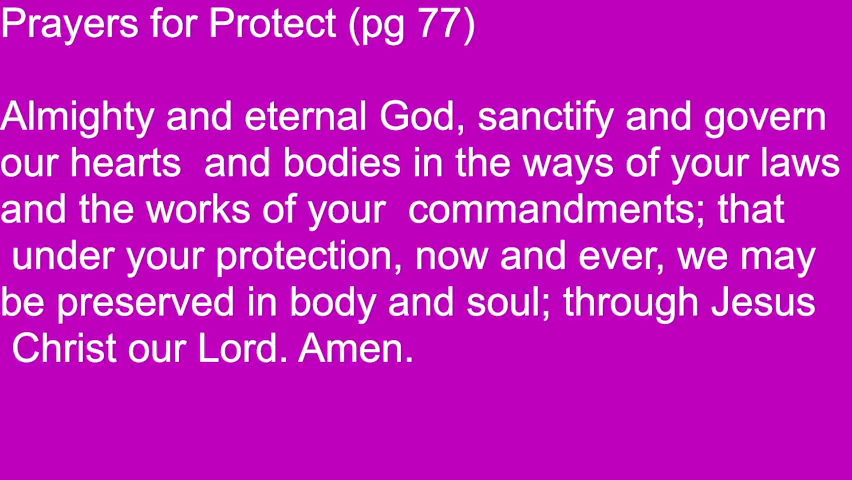 Prayers for Protect (pg 77)
Almighty and eternal God, sanctify and govern
our hearts  and bodies in the ways of your laws
and the works of your  commandments; that
under your protection, now and ever, we may
be preserved in body and soul; through Jesus
Christ our Lord. Amen.